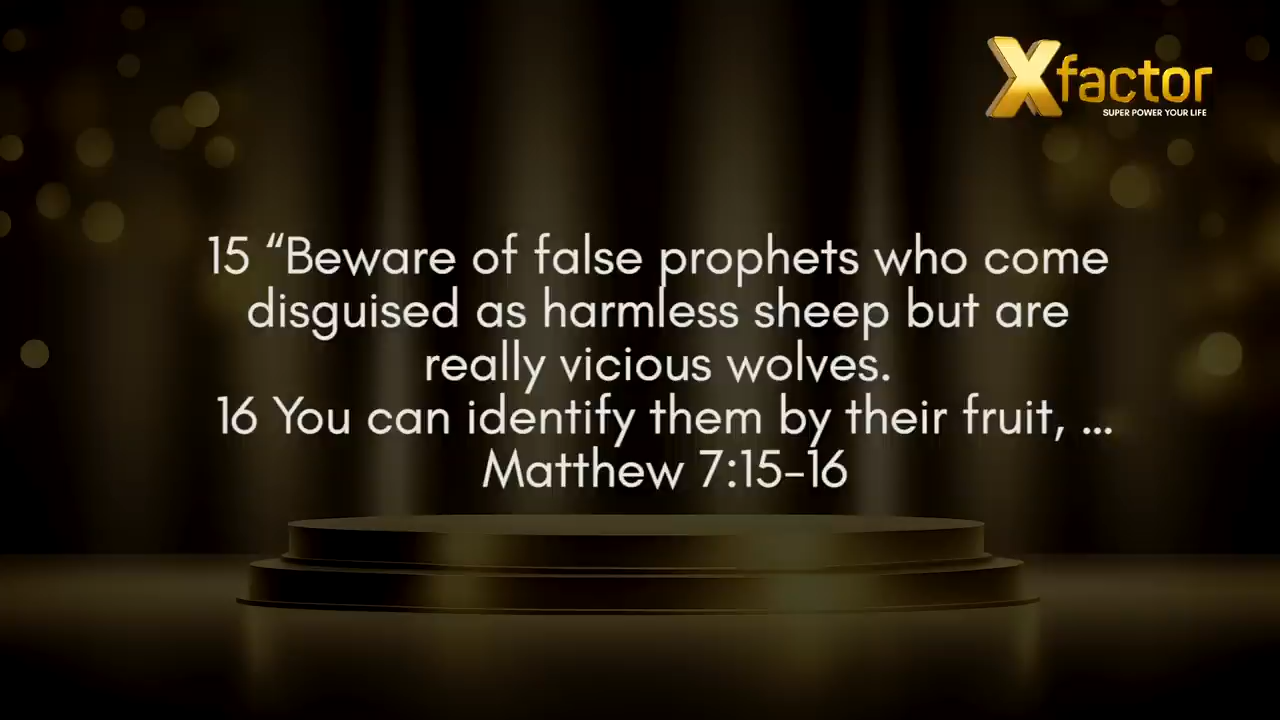 Xfactor
SUPER POWER YOUR LIFE
15 “Beware of false prophets who come
disguised as harmless sheep but are
really vicious wolves.
16 You can identify them by their fruit, ...
Matthew 7:15-16